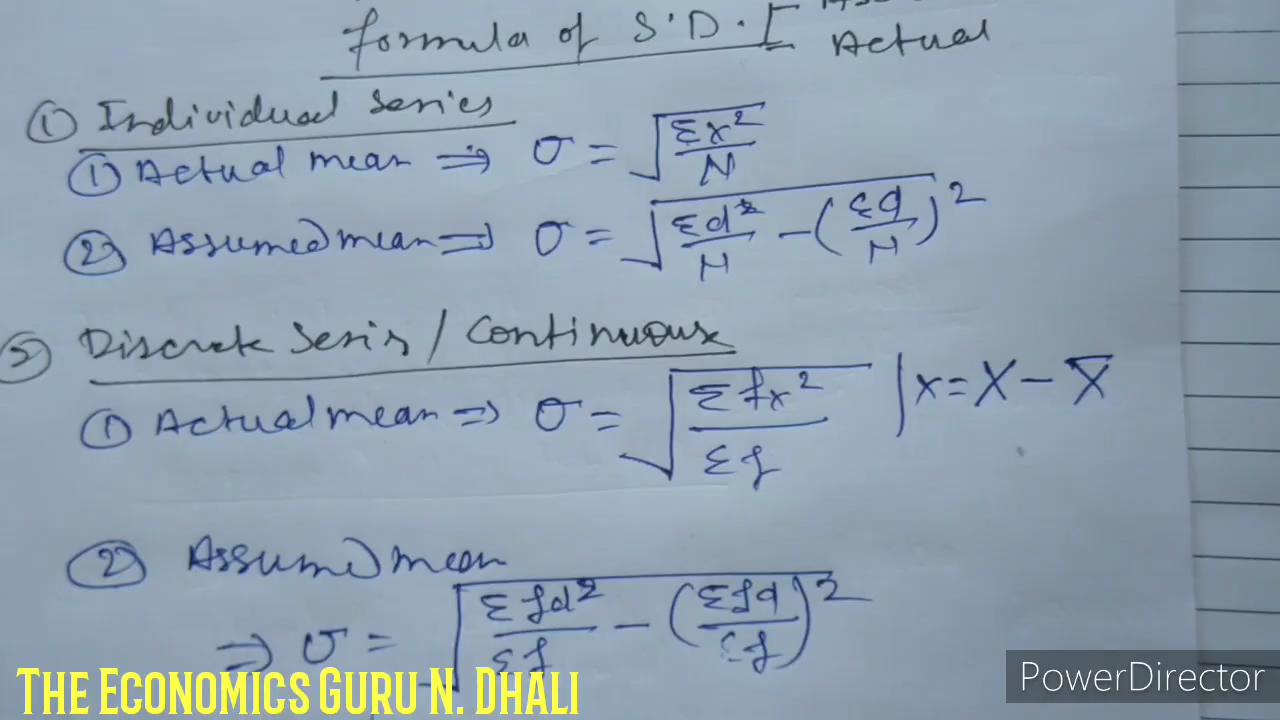 formula of S.D.
Actual
① Individual Series
① Actual mean ⇒ σ = √(Σx²/N)
② Assumed mean ⇒ σ = √(Σd²/N − (Σd/N)²)
Discrete Series / Continuous
① Actual mean ⇒ σ = √(Σfx²/Σf) | x = X − X̄
② Assumed mean
⇒ σ = √(Σfd²/Σf − (Σfd/Σf)²)
THE ECONOMICS GURU N. DHALI
PowerDirector